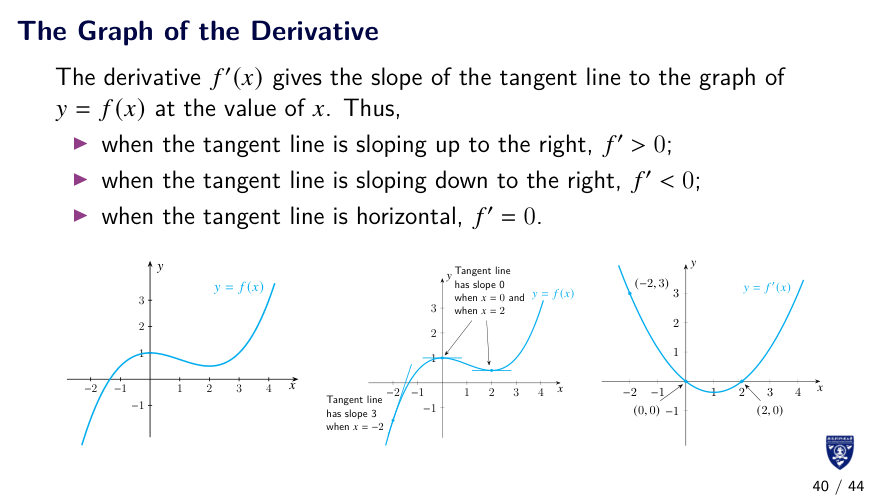 The Graph of the Derivative
The derivative f′(x) gives the slope of the tangent line to the graph of
y = f(x) at the value of x. Thus,
▶ when the tangent line is sloping up to the right, f′ > 0;
▶ when the tangent line is sloping down to the right, f′ < 0;
▶ when the tangent line is horizontal, f′ = 0.
y
y = f(x)
3
2
1
−2 −1 1 2 3 4 x
−1
y
Tangent line
has slope 0
when x = 0 and
when x = 2
y = f(x)
3
2
1
−2 −1 1 2 3 4 x
−1
Tangent line
has slope 3
when x = −2
y
(−2, 3)
y = f′(x)
3
2
1
−2 −1 1 2 3 4 x
(0, 0) −1 (2, 0)
40 / 44